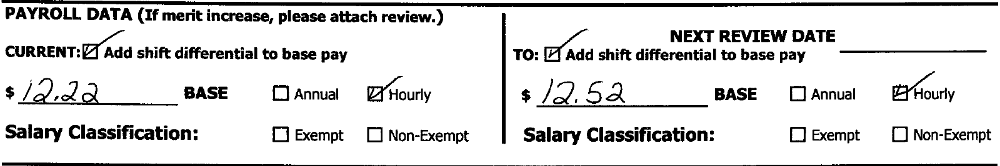 PAYROLL DATA (If merit increase, please attach review.)
CURRENT: Add shift differential to base pay
$ 12.22 BASE Annual Hourly
Salary Classification: Exempt Non-Exempt
NEXT REVIEW DATE
TO: Add shift differential to base pay
$ 12.52 BASE Annual Hourly
Salary Classification: Exempt Non-Exempt